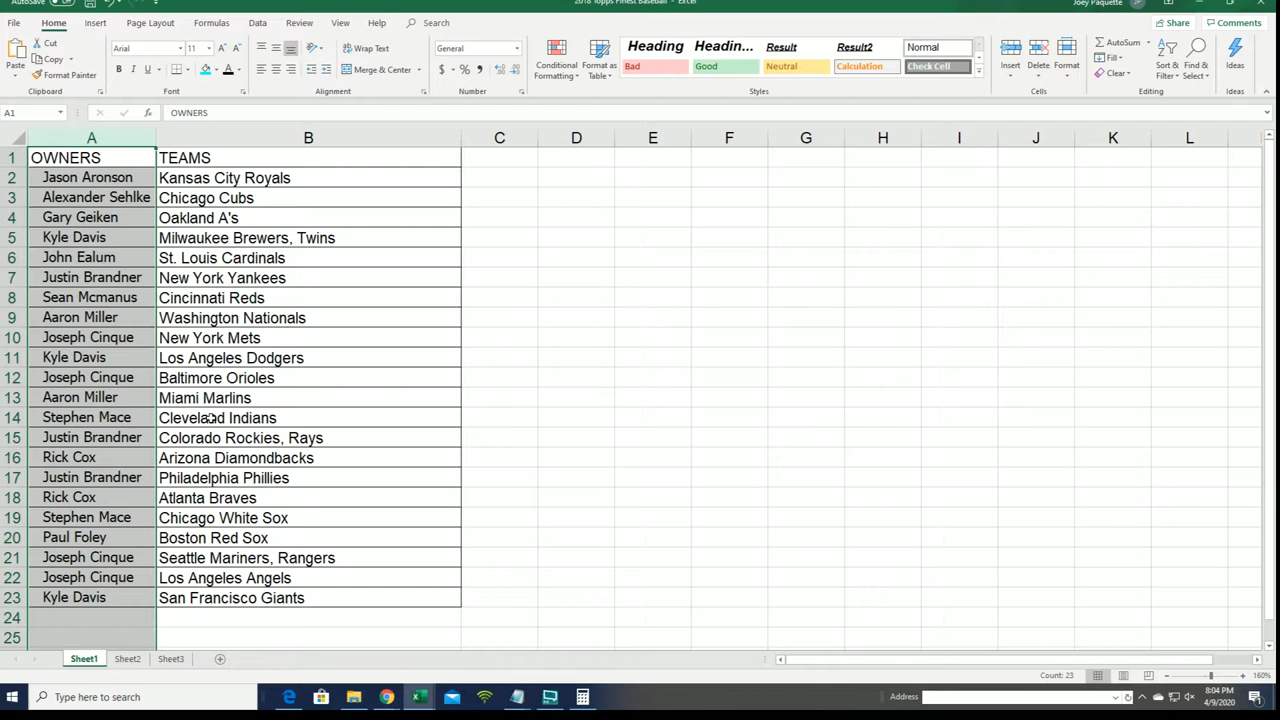 AutoSave Off 2018 Topps Finest Baseball - Excel Joey Paquette JP
File Home Insert Page Layout Formulas Data Review View Help Search Share Comments
Paste Cut Copy Format Painter Clipboard
Arial 11 A A B I U A Font
Wrap Text Merge & Center Alignment
General $ % , Number
Conditional Formatting Format as Table
Heading Headin... Result Result2 Normal
Bad Good Neutral Calculation Check Cell
Styles
Insert Delete Format Cells
AutoSum Fill Clear Sort & Filter Find & Select Editing
Ideas Ideas
A1 fx OWNERS
A B C D E F G H I J K L
1 OWNERS TEAMS
2 Jason Aronson Kansas City Royals
3 Alexander Sehlke Chicago Cubs
4 Gary Geiken Oakland A's
5 Kyle Davis Milwaukee Brewers, Twins
6 John Ealum St. Louis Cardinals
7 Justin Brandner New York Yankees
8 Sean Mcmanus Cincinnati Reds
9 Aaron Miller Washington Nationals
10 Joseph Cinque New York Mets
11 Kyle Davis Los Angeles Dodgers
12 Joseph Cinque Baltimore Orioles
13 Aaron Miller Miami Marlins
14 Stephen Mace Cleveland Indians
15 Justin Brandner Colorado Rockies, Rays
16 Rick Cox Arizona Diamondbacks
17 Justin Brandner Philadelphia Phillies
18 Rick Cox Atlanta Braves
19 Stephen Mace Chicago White Sox
20 Paul Foley Boston Red Sox
21 Joseph Cinque Seattle Mariners, Rangers
22 Joseph Cinque Los Angeles Angels
23 Kyle Davis San Francisco Giants
24
25
Sheet1 Sheet2 Sheet3
Count: 23 160%
Type here to search Address 8:04 PM
4/9/2020